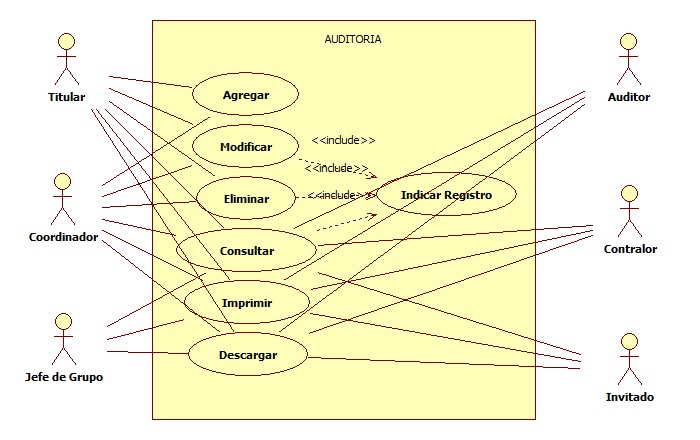 AUDITORIA
Titular
Auditor
Agregar
Modificar
<<include>>
<<include>>
Eliminar
<<include>>
Indicar Registro
Coordinador
Consultar
Contralor
Imprimir
Descargar
Jefe de Grupo
Invitado